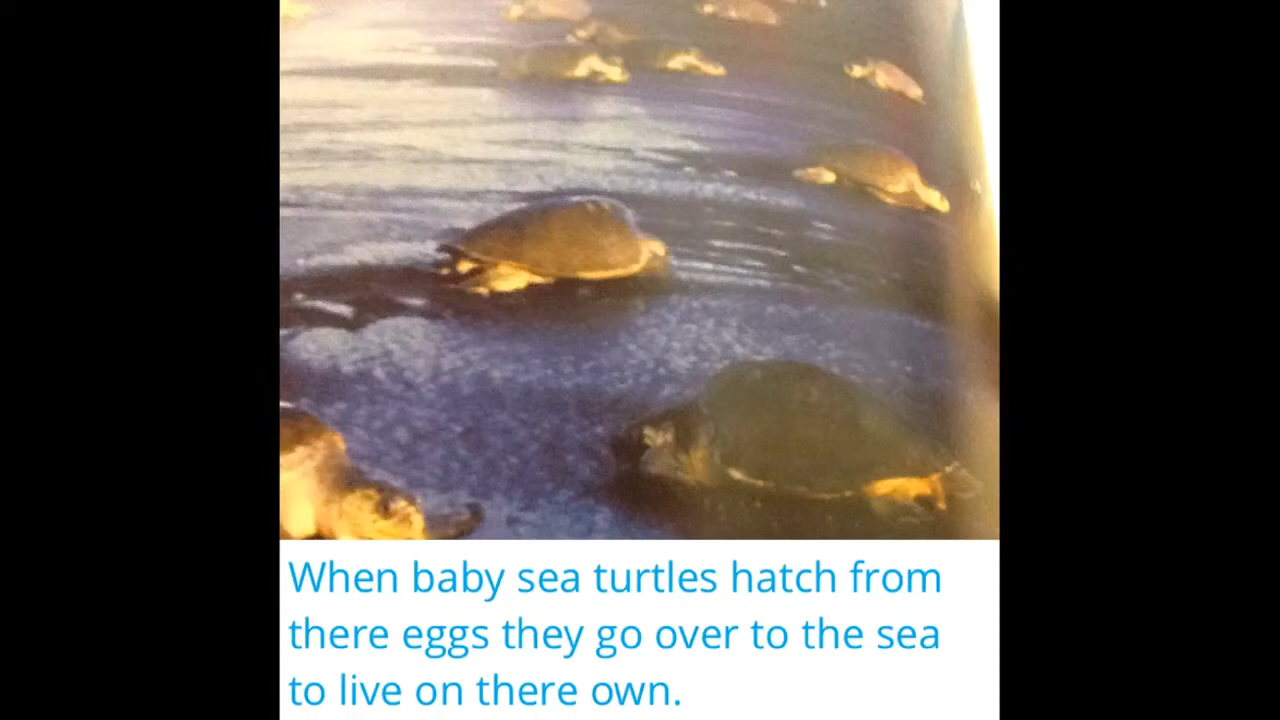 When baby sea turtles hatch from
there eggs they go over to the sea
to live on there own.